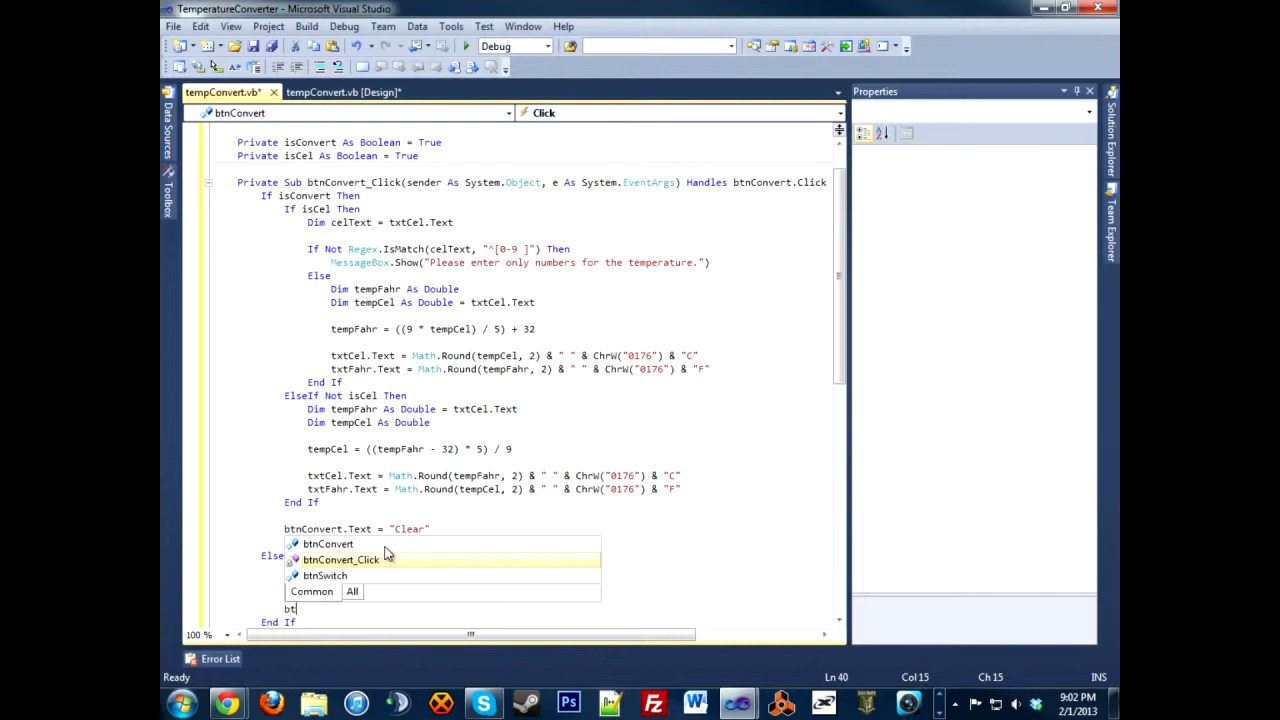 TemperatureConverter - Microsoft Visual Studio
File Edit View Project Build Debug Team Data Tools Test Window Help
Debug
tempConvert.vb* tempConvert.vb [Design]*
Properties
btnConvert Click
Private isConvert As Boolean = True
Private isCel As Boolean = True
Private Sub btnConvert_Click(sender As System.Object, e As System.EventArgs) Handles btnConvert.Click
If isConvert Then
If isCel Then
Dim celText = txtCel.Text
If Not Regex.IsMatch(celText, "^[0-9 ]") Then
MessageBox.Show("Please enter only numbers for the temperature.")
Else
Dim tempFahr As Double
Dim tempCel As Double = txtCel.Text
tempFahr = ((9 * tempCel) / 5) + 32
txtCel.Text = Math.Round(tempCel, 2) & " " & ChrW("0176") & "C"
txtFahr.Text = Math.Round(tempFahr, 2) & " " & ChrW("0176") & "F"
End If
ElseIf Not isCel Then
Dim tempFahr As Double = txtCel.Text
Dim tempCel As Double
tempCel = ((tempFahr - 32) * 5) / 9
txtCel.Text = Math.Round(tempFahr, 2) & " " & ChrW("0176") & "C"
txtFahr.Text = Math.Round(tempCel, 2) & " " & ChrW("0176") & "F"
End If
btnConvert.Text = "Clear"
btnConvert
Else
btnConvert_Click
btnSwitch
Common All
bt
End If
100 %
Data Sources
Toolbox
Solution Explorer
Team Explorer
Error List
Ready Ln 40 Col 15 Ch 15 INS
9:02 PM
2/1/2013